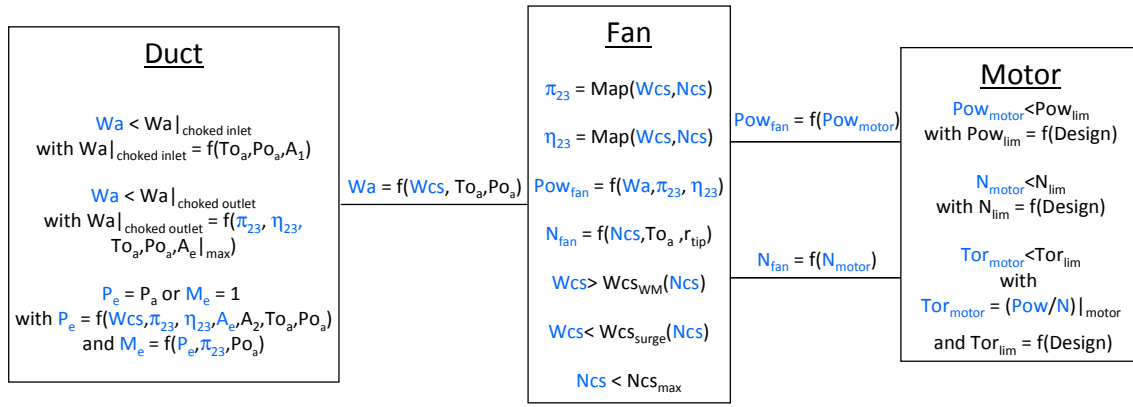 Duct
Wa < Wa|choked inlet
with Wa|choked inlet = f(Toa,Poa,A1)
Wa < Wa|choked outlet
with Wa|choked outlet = f(π23, η23,
Toa,Poa,Ae|max)
Pe = Pa or Me = 1
with Pe = f(Wcs,π23, η23,Ae,A2,Toa,Poa)
and Me = f(Pe,π23,Poa)
Wa = f(Wcs, Toa,Poa)
Fan
π23 = Map(Wcs,Ncs)
η23 = Map(Wcs,Ncs)
Powfan = f(Wa,π23, η23)
Nfan = f(Ncs,Toa ,rtip)
Wcs> WcsWM(Ncs)
Wcs< Wcssurge(Ncs)
Ncs < Ncsmax
Powfan = f(Powmotor)
Nfan = f(Nmotor)
Motor
Powmotor<Powlim
with Powlim = f(Design)
Nmotor<Nlim
with Nlim = f(Design)
Tormotor<Torlim
with
Tormotor = (Pow/N)|motor
and Torlim = f(Design)